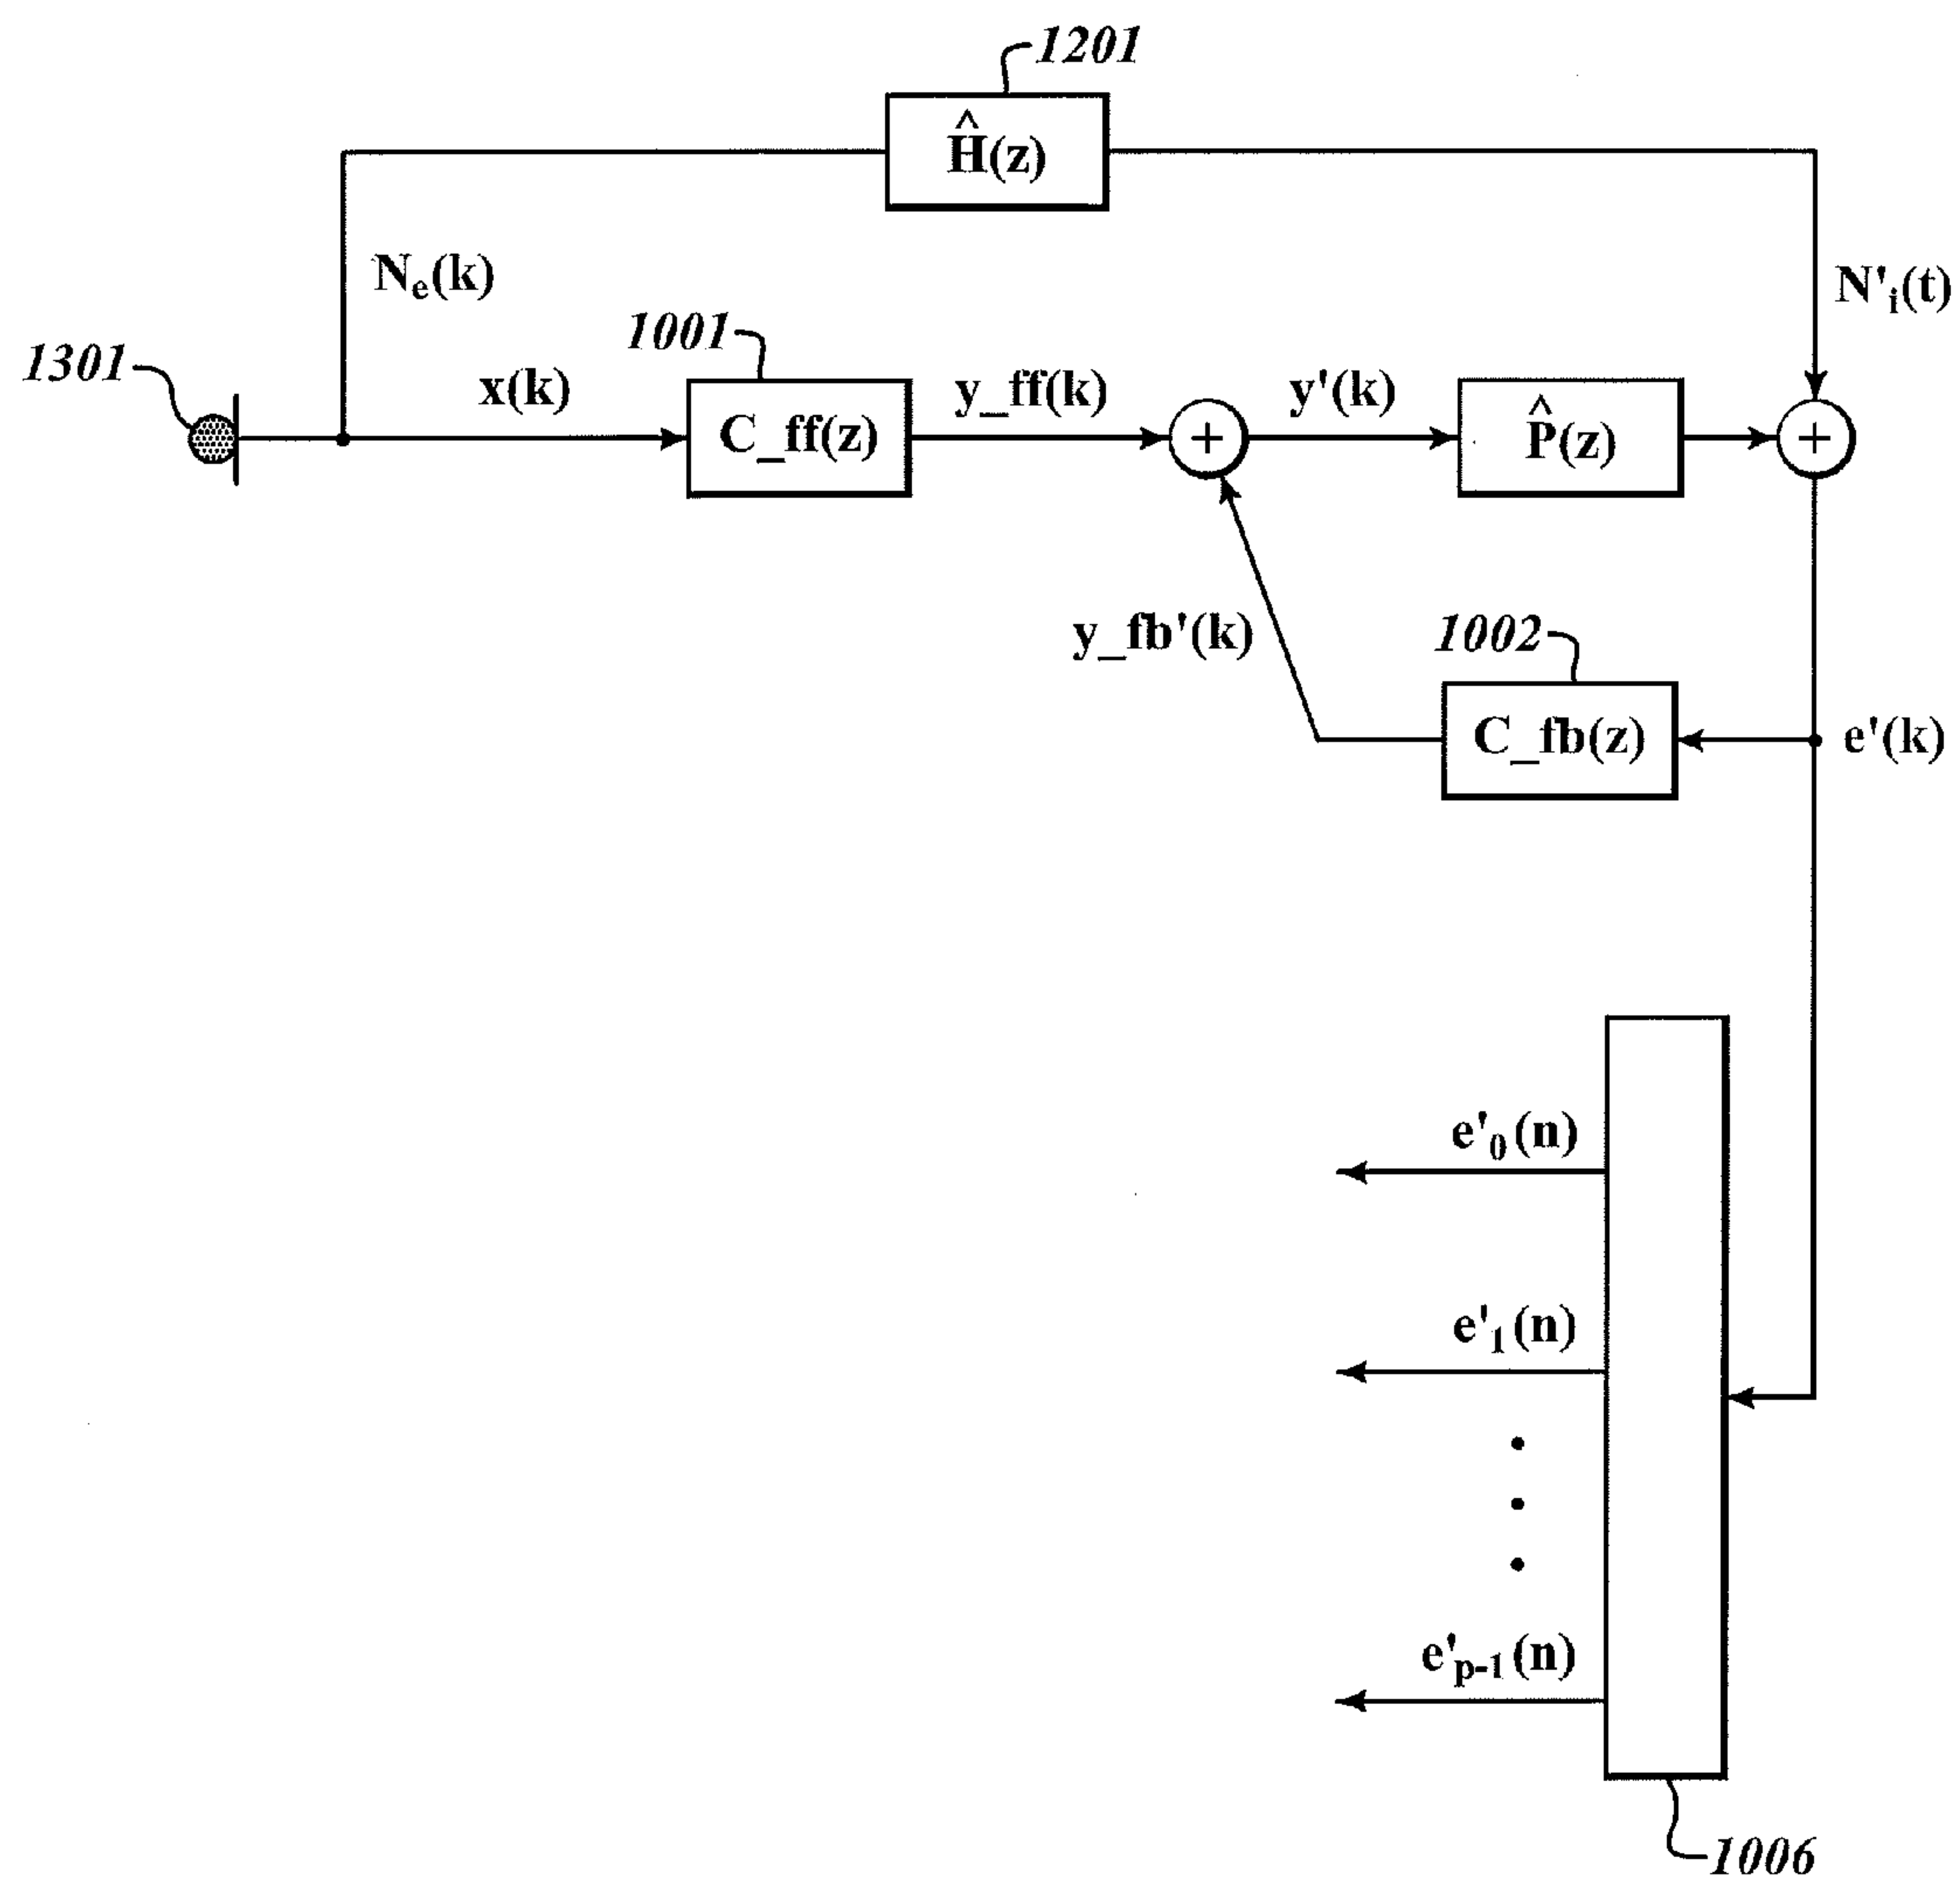 1201
Ĥ(z)
Nₑ(k)
N'ᵢ(t)
1301
x(k)
1001
C_ff(z)
y_ff(k)
+
y'(k)
P̂(z)
+
y_fb'(k)
1002
C_fb(z)
e'(k)
e'₀(n)
e'₁(n)
e'ₚ₋₁(n)
1006